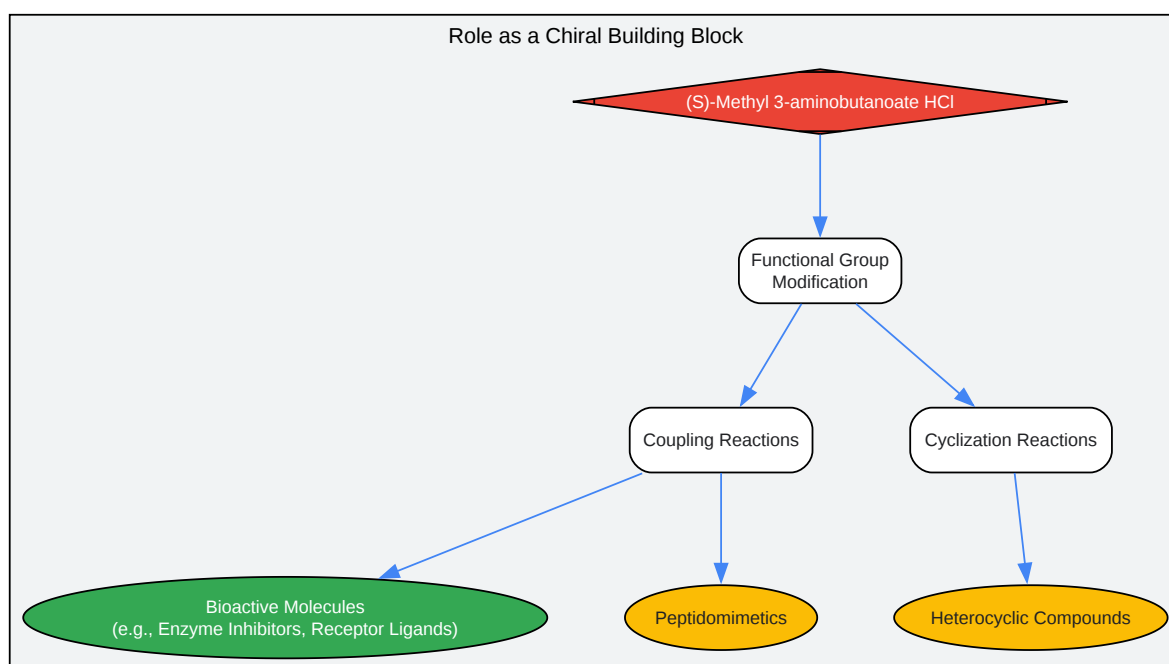 Role as a Chiral Building Block
(S)-Methyl 3-aminobutanoate HCl
Functional Group
Modification
Coupling Reactions
Cyclization Reactions
Bioactive Molecules
(e.g., Enzyme Inhibitors, Receptor Ligands)
Peptidomimetics
Heterocyclic Compounds